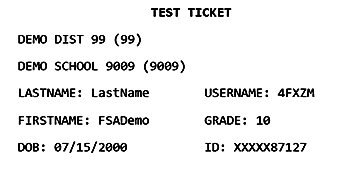 TEST TICKET
DEMO DIST 99 (99)
DEMO SCHOOL 9009 (9009)
LASTNAME: LastName USERNAME: 4FXZM
FIRSTNAME: FSADemo GRADE: 10
DOB: 07/15/2000 ID: XXXXX87127